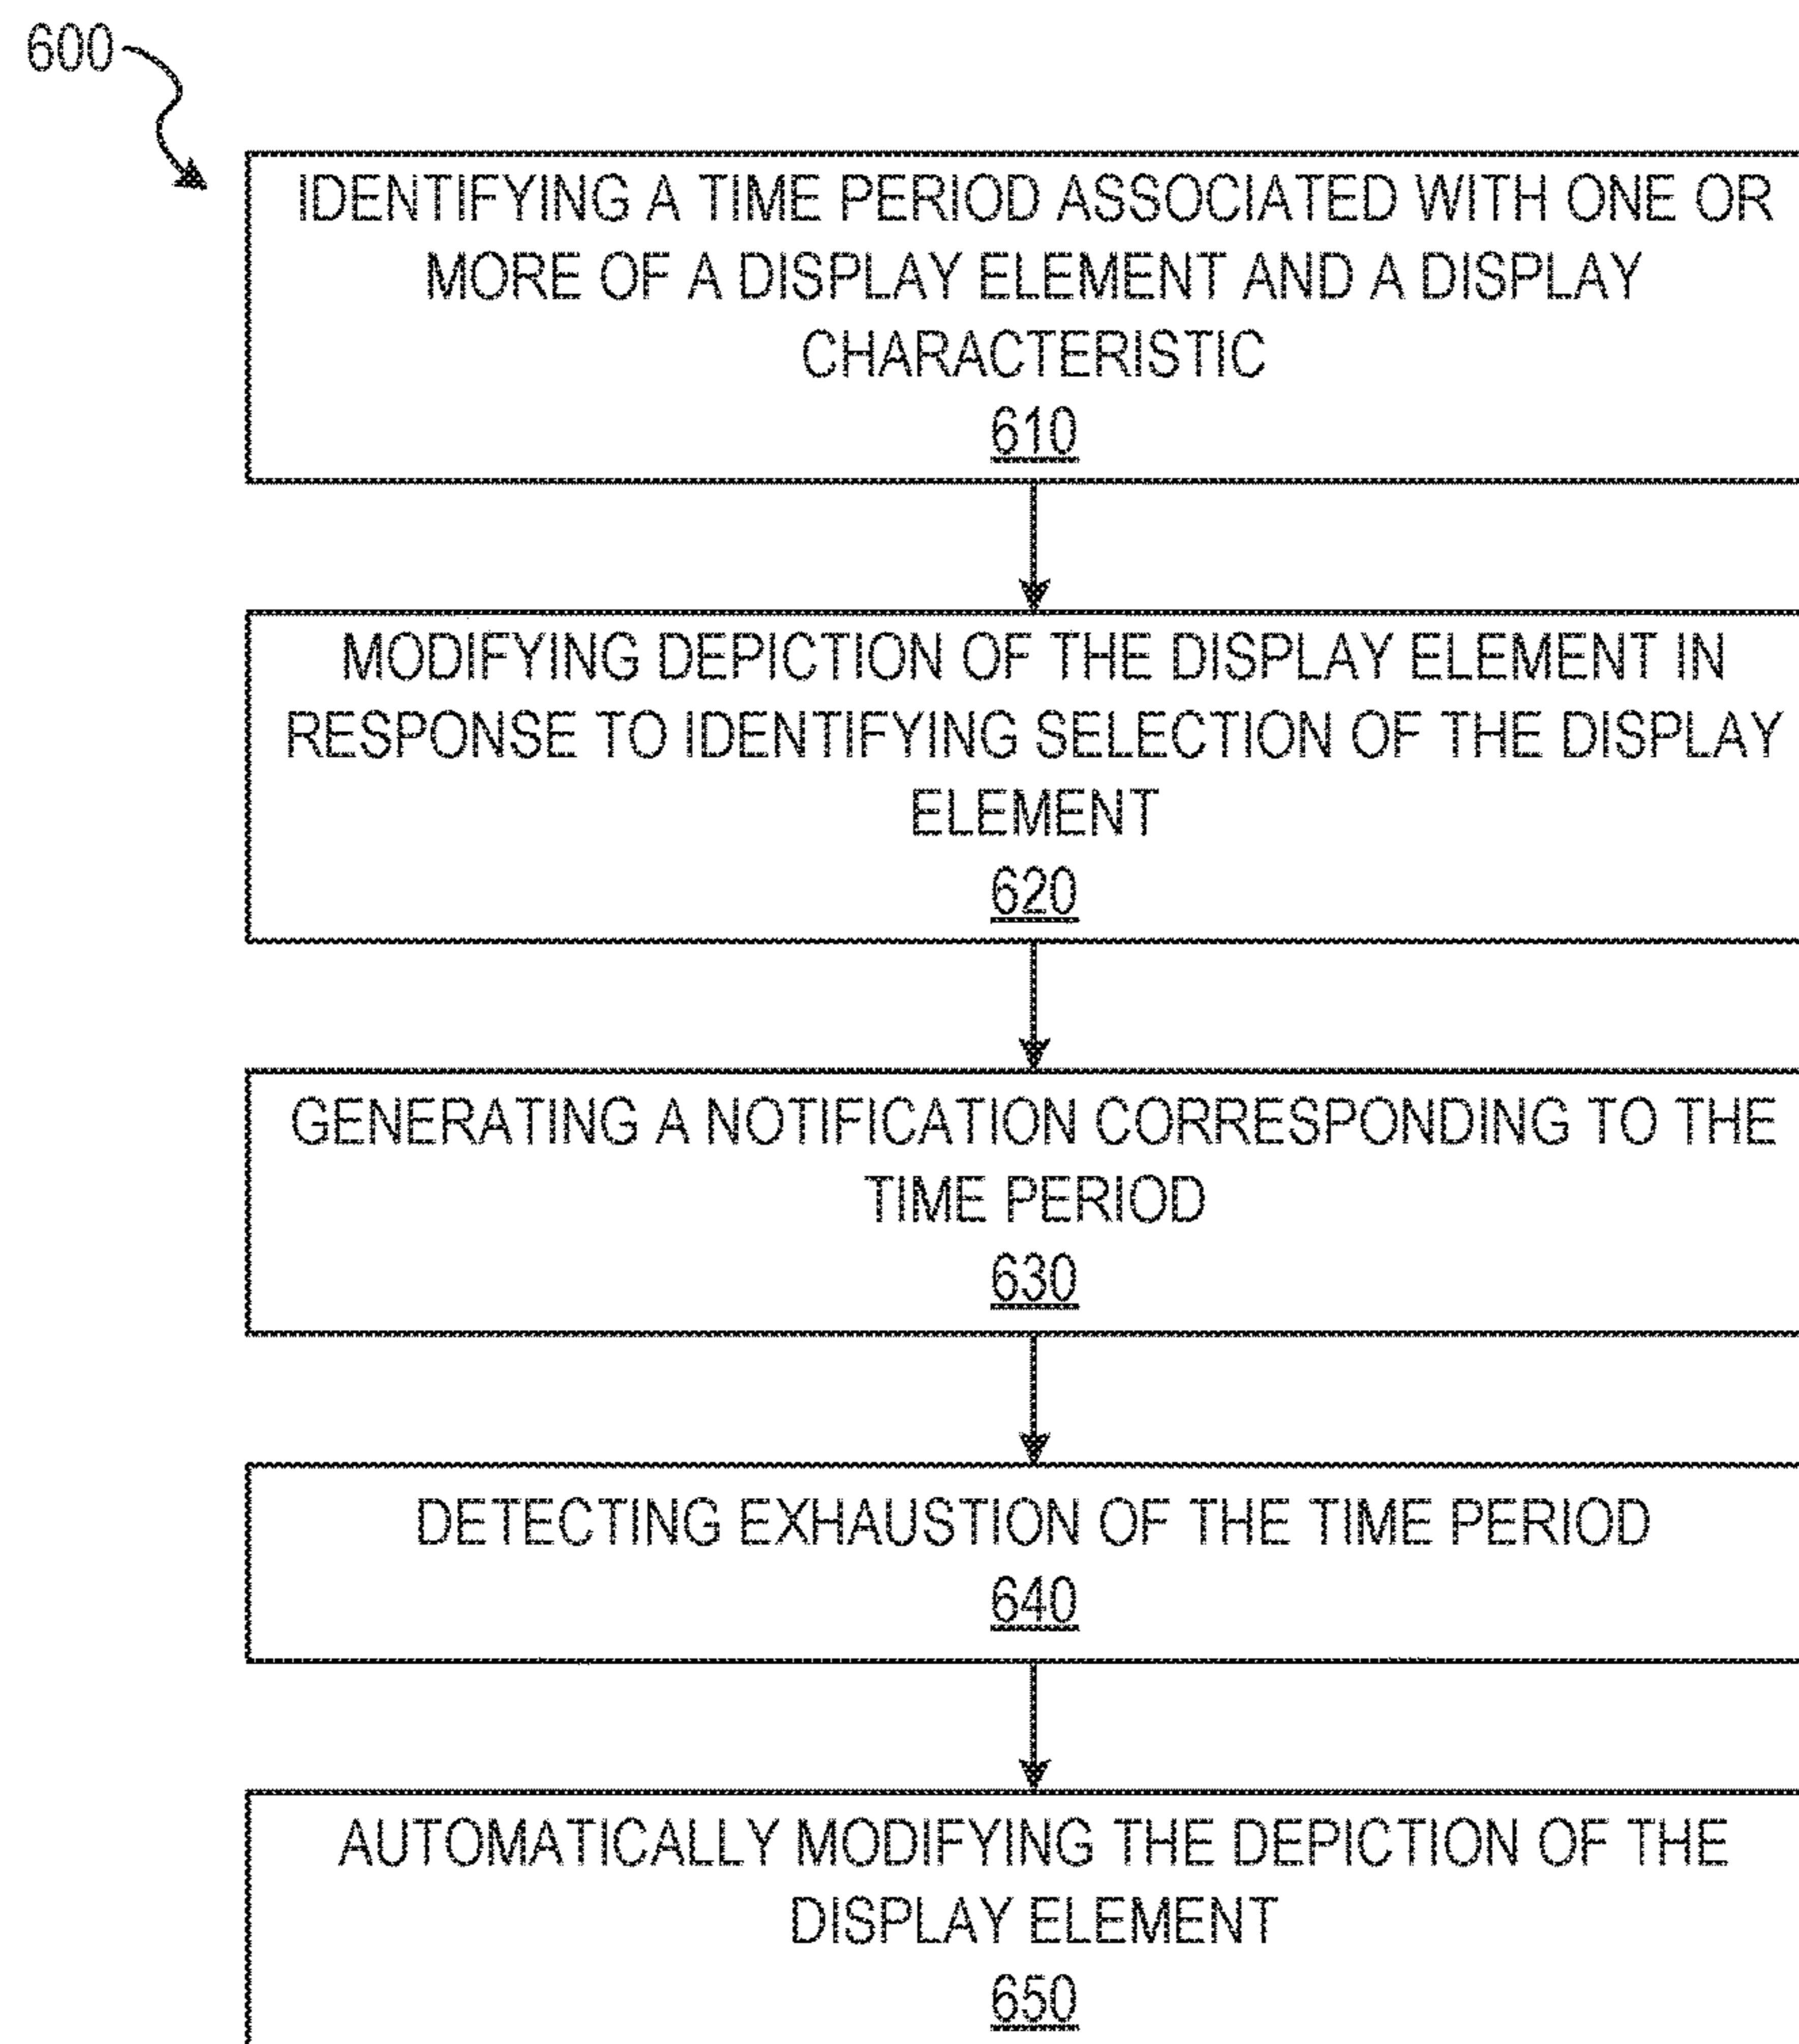 600
IDENTIFYING A TIME PERIOD ASSOCIATED WITH ONE OR
MORE OF A DISPLAY ELEMENT AND A DISPLAY
CHARACTERISTIC
610
MODIFYING DEPICTION OF THE DISPLAY ELEMENT IN
RESPONSE TO IDENTIFYING SELECTION OF THE DISPLAY
ELEMENT
620
GENERATING A NOTIFICATION CORRESPONDING TO THE
TIME PERIOD
630
DETECTING EXHAUSTION OF THE TIME PERIOD
640
AUTOMATICALLY MODIFYING THE DEPICTION OF THE
DISPLAY ELEMENT
650